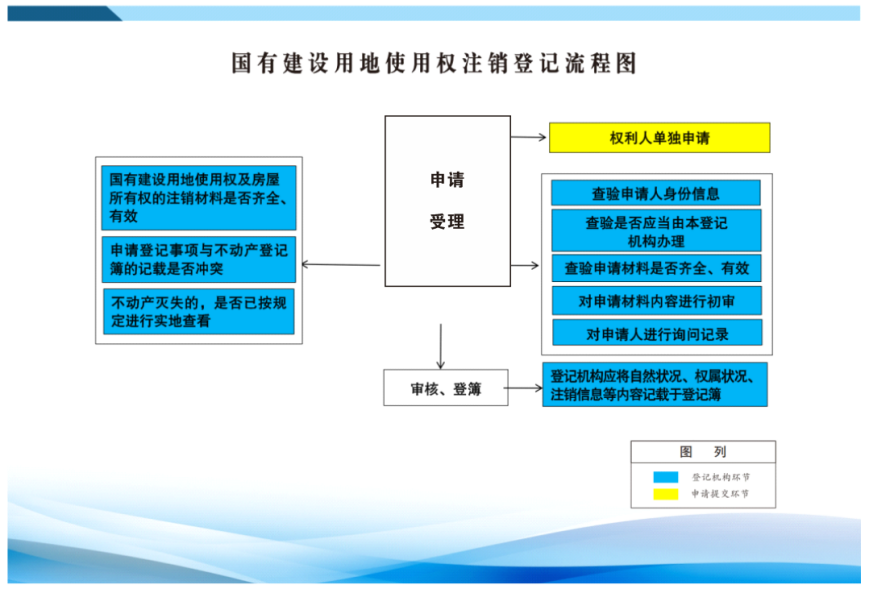 国有建设用地使用权注销登记流程图
申请
受理
权利人单独申请
国有建设用地使用权及房屋
所有权的注销材料是否齐全、
有效
申请登记事项与不动产登记
簿的记载是否冲突
不动产灭失的，是否已按规
定进行实地查看
查验申请人身份信息
查验是否应当由本登记
机构办理
查验申请材料是否齐全、有效
对申请材料内容进行初审
对申请人进行询问记录
审核、登簿
登记机构应将自然状况、权属状况、
注销信息等内容记载于登记簿
图 列
登记机构环节
申请提交环节